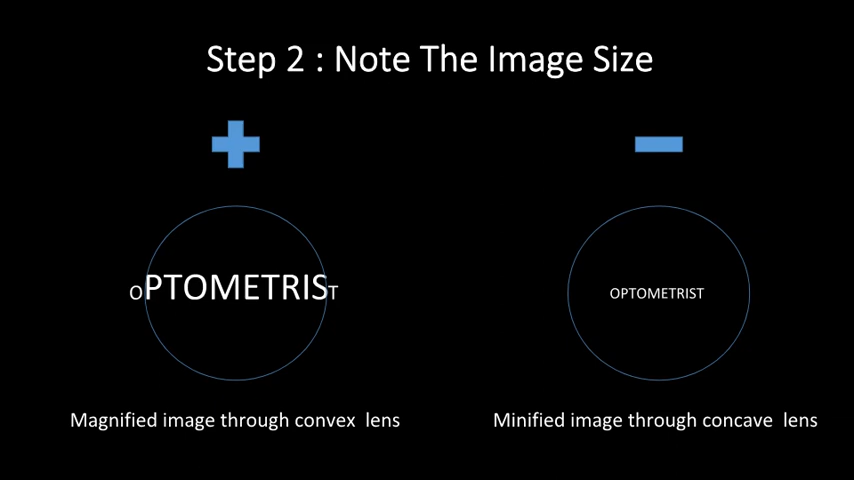 Step 2 : Note The Image Size
OPTOMETRIST
OPTOMETRIST
Magnified image through convex lens
Minified image through concave lens